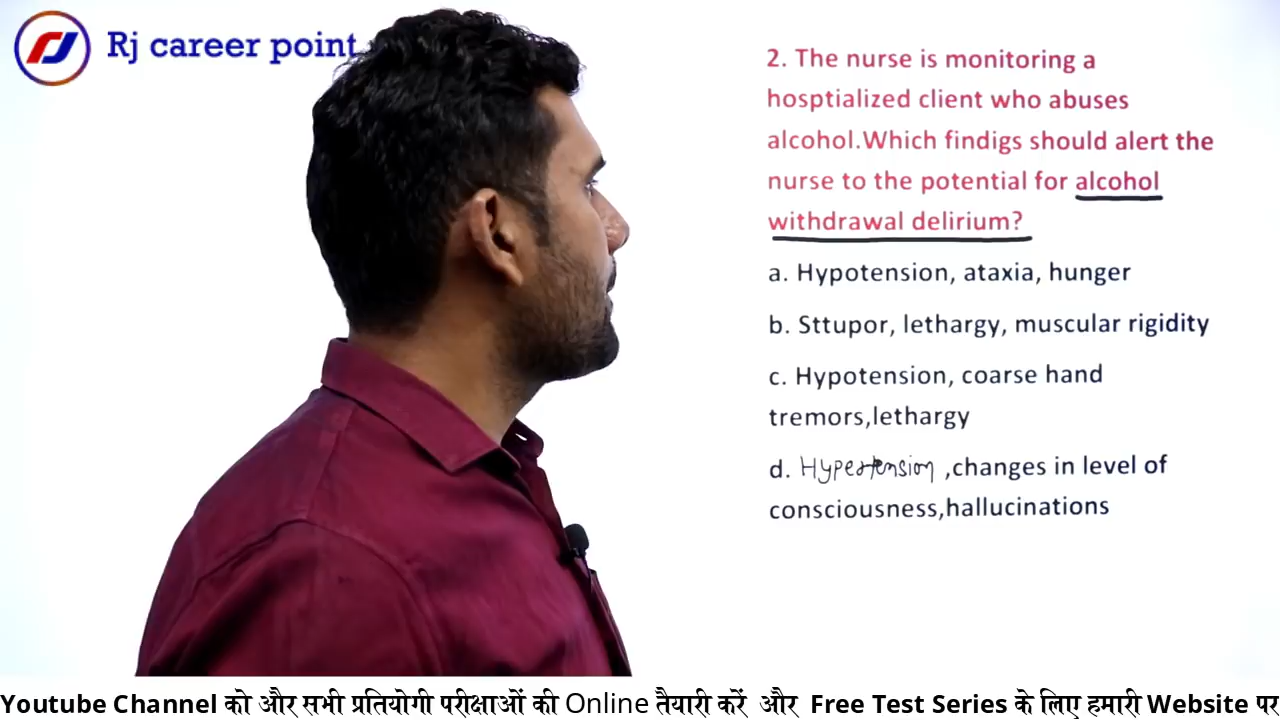 Rj career point
2. The nurse is monitoring a
hosptialized client who abuses
alcohol.Which findigs should alert the
nurse to the potential for alcohol
withdrawal delirium?
a. Hypotension, ataxia, hunger
b. Sttupor, lethargy, muscular rigidity
c. Hypotension, coarse hand
tremors,lethargy
d. Hypertension ,changes in level of
consciousness,hallucinations
Youtube Channel को और सभी प्रतियोगी परीक्षाओं की Online तैयारी करें और Free Test Series के लिए हमारी Website पर